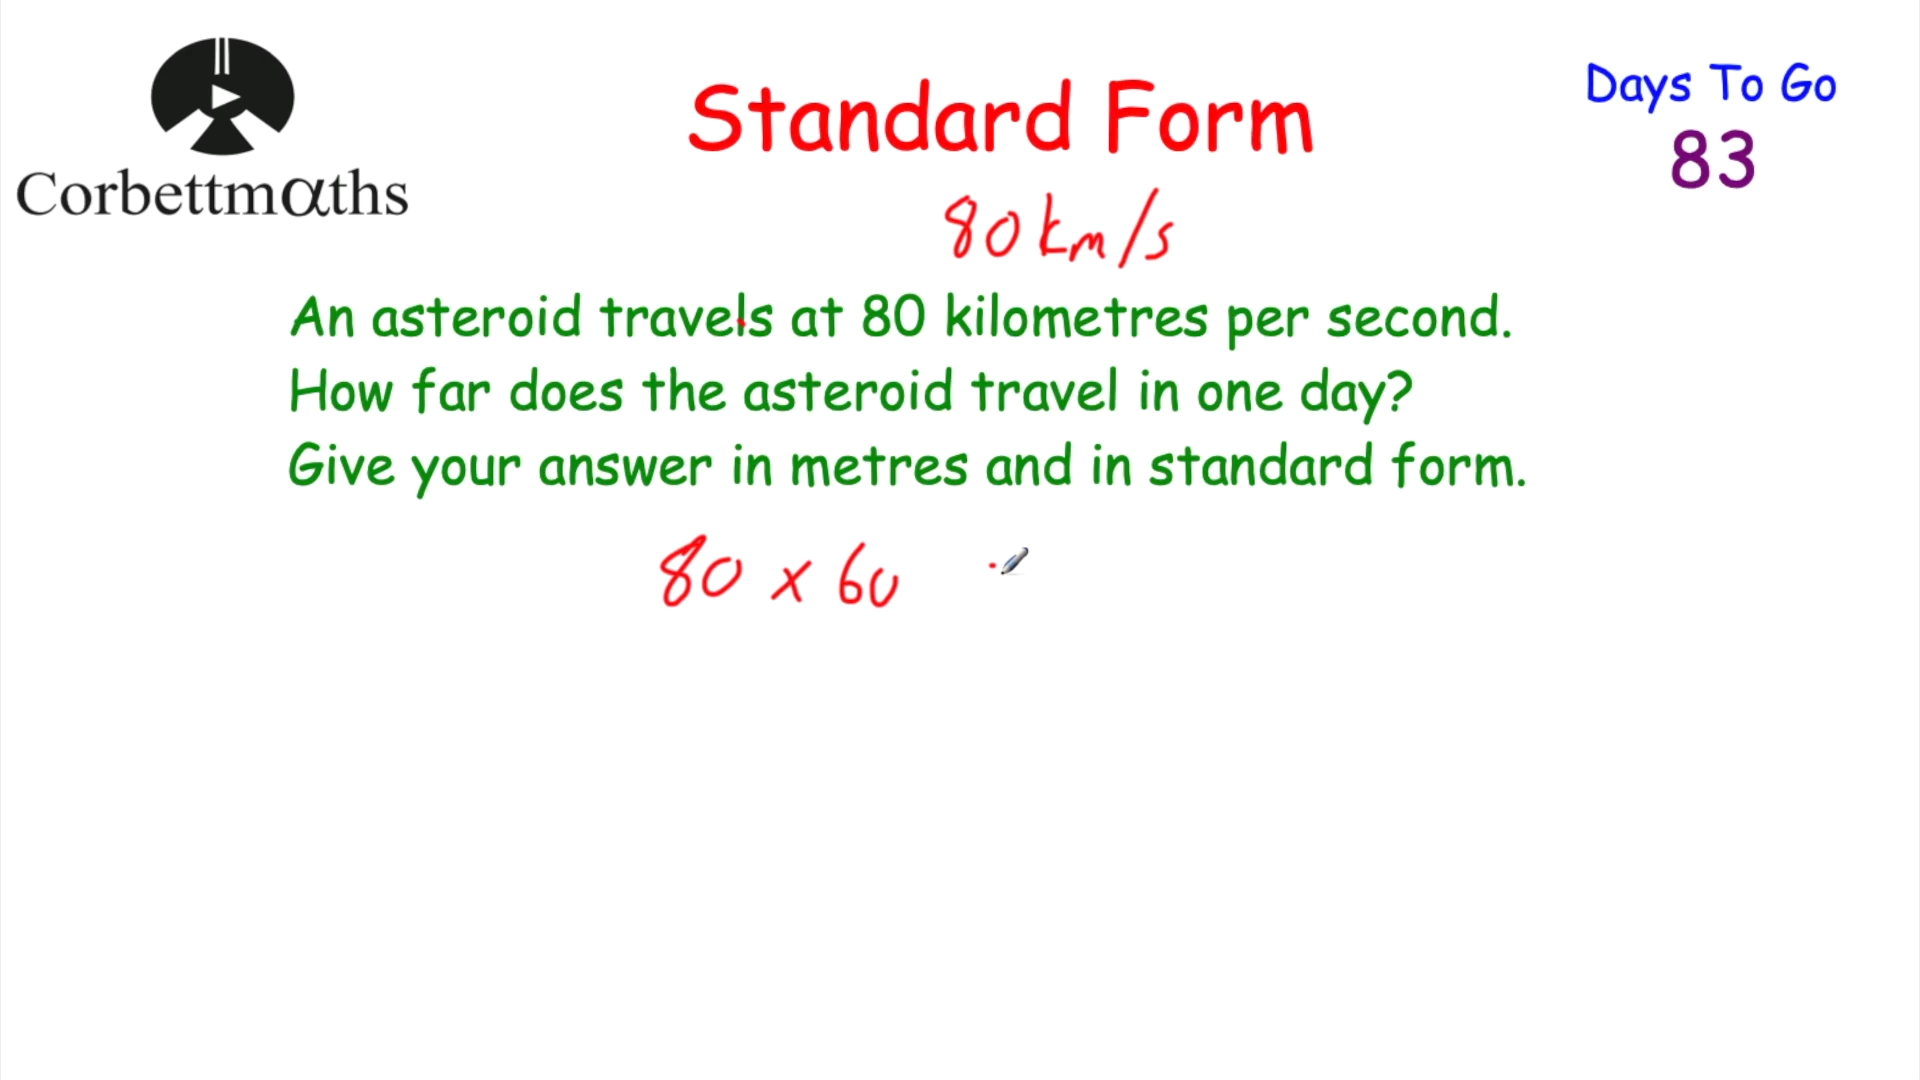 Corbettmαths
Standard Form
Days To Go
83
80 km/s
An asteroid travels at 80 kilometres per second.
How far does the asteroid travel in one day?
Give your answer in metres and in standard form.
80 × 60